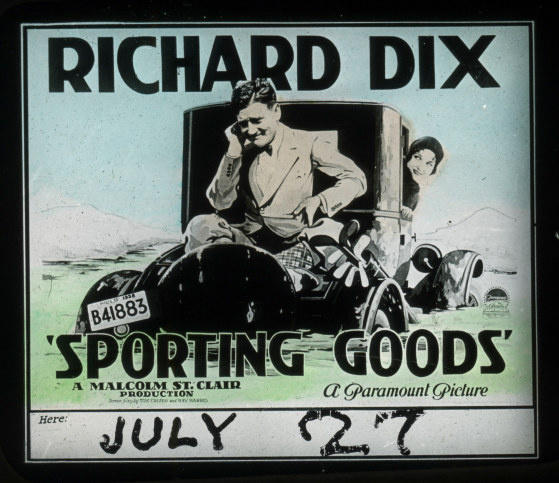 RICHARD DIX
B41883
'SPORTING GOODS'
A MALCOLM ST. CLAIR
PRODUCTION
A Paramount Picture
Here:
JULY 27